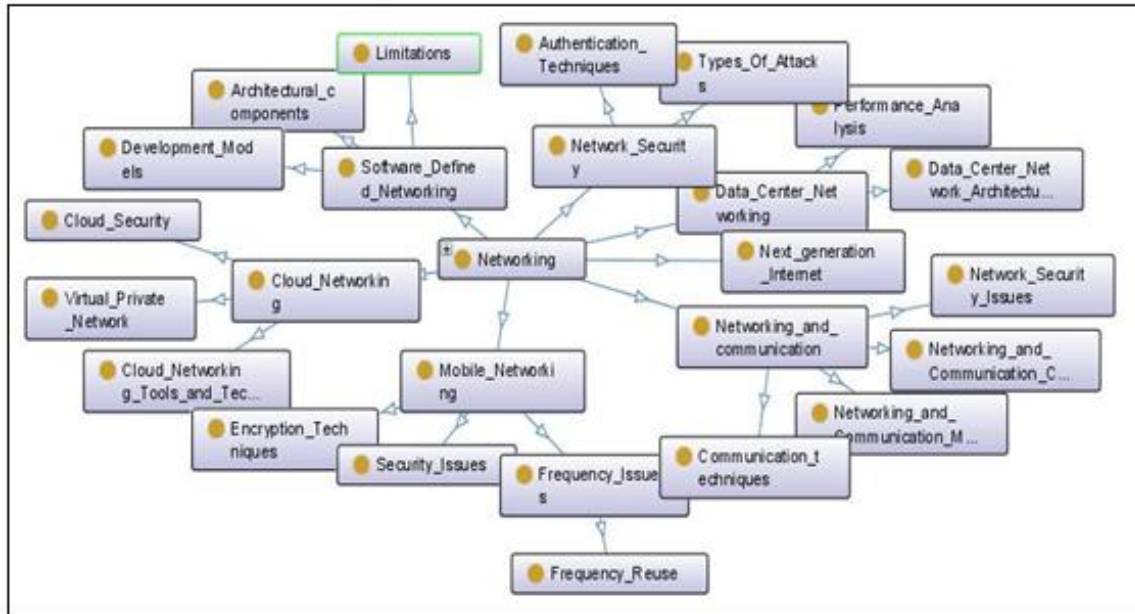 Limitations
Authentication_
Techniques
Types_Of_Attack
s
Architectural_c
omponents
Performance_Ana
lysis
Development_Mod
els
Software_Define
d_Networking
Network_Securit
y
Data_Center_Net
working
Data_Center_Net
work_Architectu...
Cloud_Security
Networking
Next_generation
_Internet
Cloud_Networkin
g
Network_Securit
y_Issues
Virtual_Private
_Network
Networking_and_
communication
Cloud_Networkin
g_Tools_and_Tec...
Mobile_Networki
ng
Networking_and_
Communication_C...
Encryption_Tech
niques
Networking_and_
Communication_M...
Security_Issues
Frequency_Issue
s
Communication_t
echniques
Frequency_Reuse